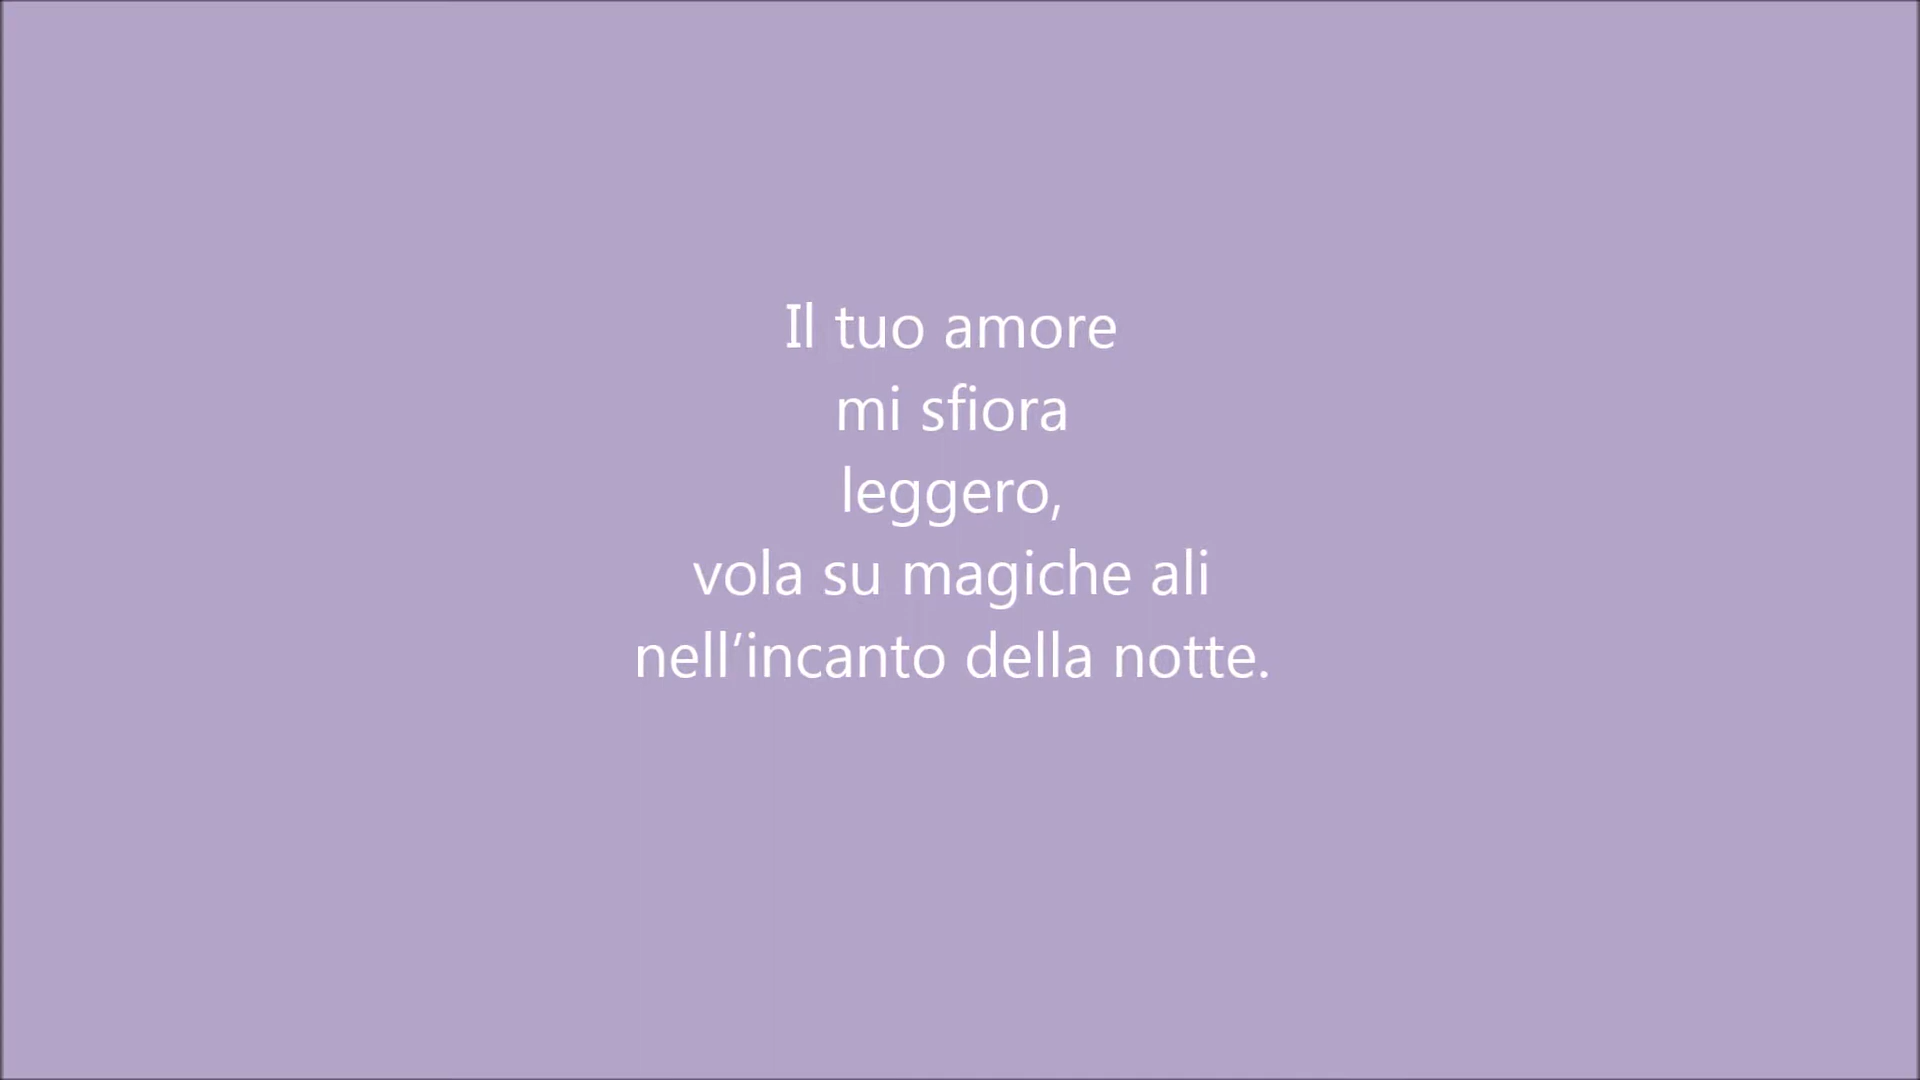 Il tuo amore
mi sfiora
leggero,
vola su magiche ali
nell’incanto della notte.